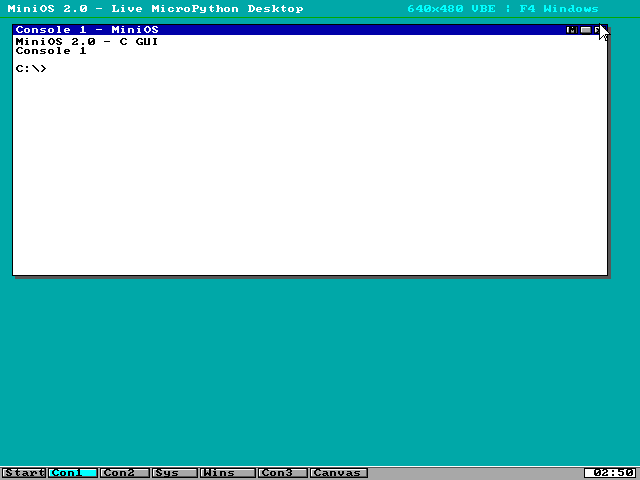 MiniOS 2.0 - Live MicroPython Desktop
640x480 VBE ¦ F4 Windows
Console 1 - MiniOS
MiniOS 2.0 - C GUI
Console 1
C:\>
Start Con1 Con2 Sys Wins Con3 Canvas 02:50